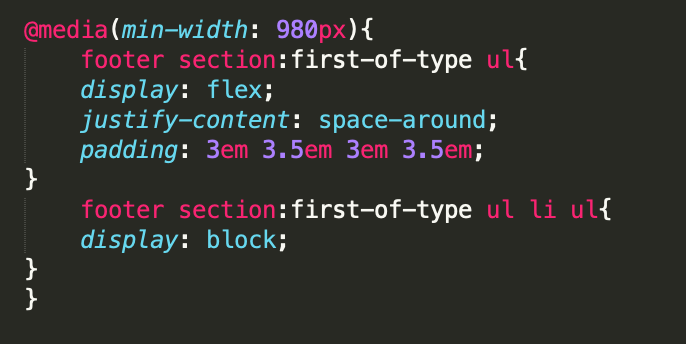 @media(min-width: 980px){
    footer section:first-of-type ul{
    display: flex;
    justify-content: space-around;
    padding: 3em 3.5em 3em 3.5em;
}
    footer section:first-of-type ul li ul{
    display: block;
}
}